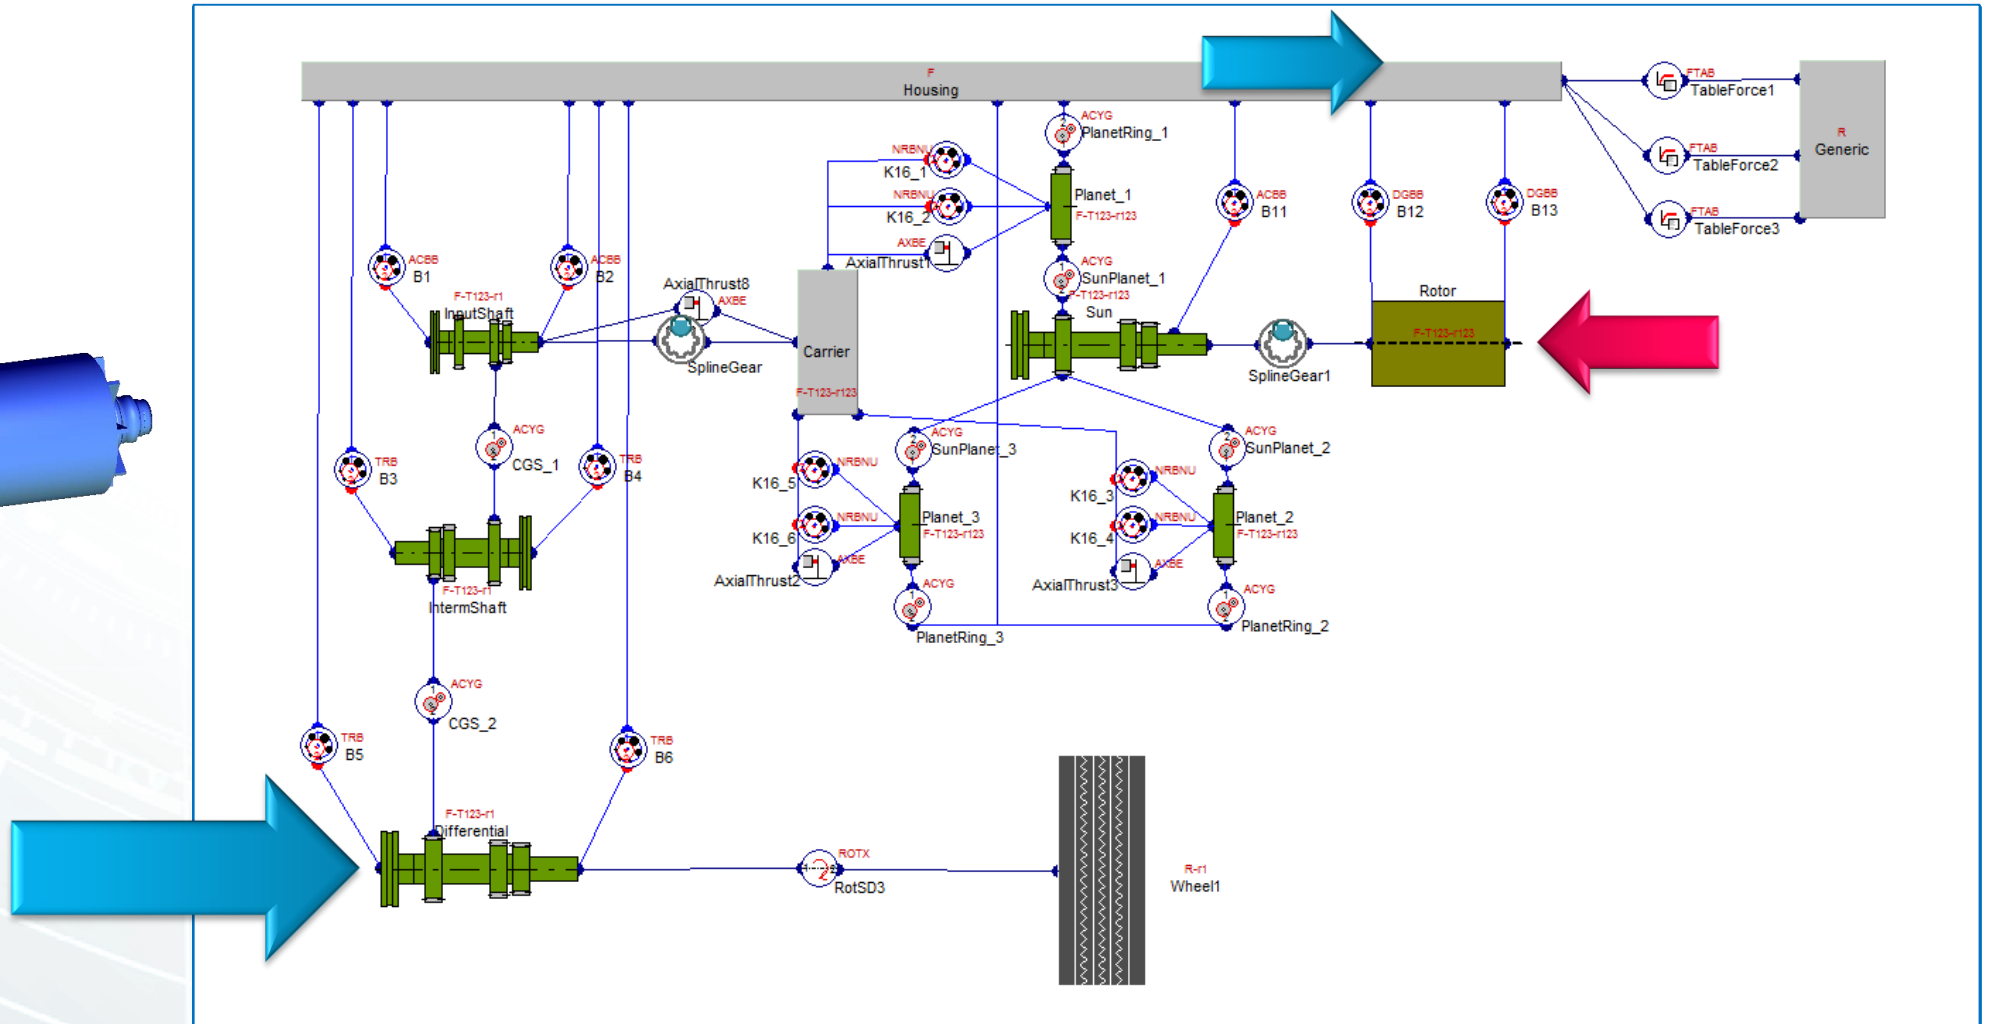 F
Housing
FTAB
TableForce1
R
Generic
FTAB
TableForce2
FTAB
TableForce3
ACYG
PlanetRing_1
NRBNU
K16_1
NRBNU
K16_2
AXBE
AxialThrust1
Planet_1
F-T123-r123
ACBB
B11
DGBB
B12
DGBB
B13
ACBB
B1
ACBB
B2
AxialThrust8
AXBE
ACYG
SunPlanet_1
F-T123-r123
Sun
Rotor
F-T123-r123
F-T123-r1
InputShaft
SplineGear
Carrier
F-T123-r123
SplineGear1
ACYG
CGS_1
TRB
B3
TRB
B4
ACYG
SunPlanet_3
ACYG
SunPlanet_2
NRBNU
K16_5
NRBNU
K16_6
AXBE
AxialThrust2
Planet_3
F-T123-r123
NRBNU
K16_3
NRBNU
K16_4
AXBE
AxialThrust3
Planet_2
F-T123-r123
F-T123-r1
IntermShaft
ACYG
PlanetRing_3
ACYG
PlanetRing_2
ACYG
CGS_2
TRB
B5
TRB
B6
F-T123-r1
Differential
ROTX
RotSD3
R-r1
Wheel1